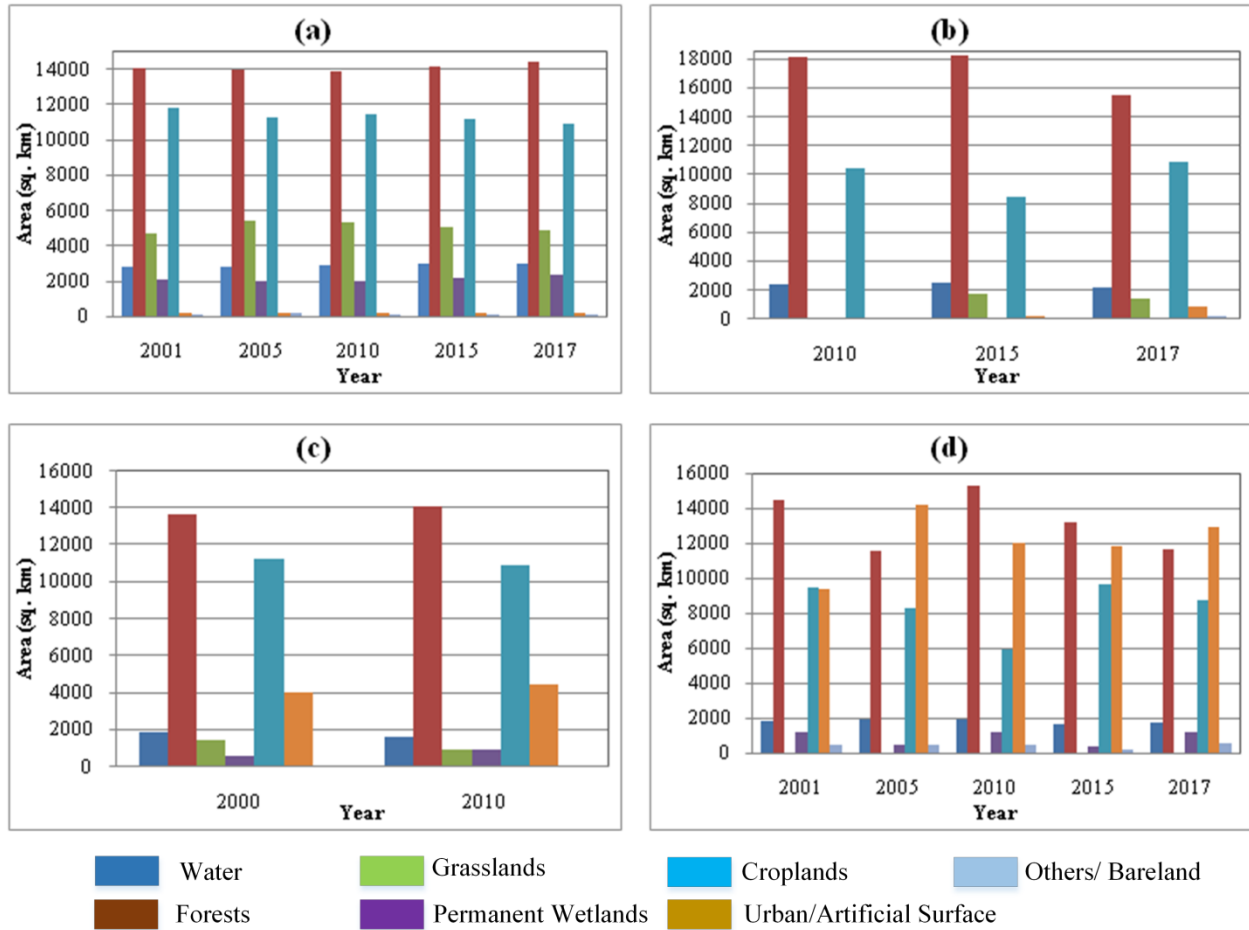 (a)
14000
12000
10000
8000
6000
4000
2000
0
Area (sq. km)
2001 2005 2010 2015 2017
Year
(b)
18000
16000
14000
12000
10000
8000
6000
4000
2000
0
Area (sq. km)
2010 2015 2017
Year
(c)
16000
14000
12000
10000
8000
6000
4000
2000
0
Area (sq. km)
2000 2010
Year
(d)
16000
14000
12000
10000
8000
6000
4000
2000
0
Area (sq. km)
2001 2005 2010 2015 2017
Year
Water Grasslands Croplands Others/ Bareland
Forests Permanent Wetlands Urban/Artificial Surface